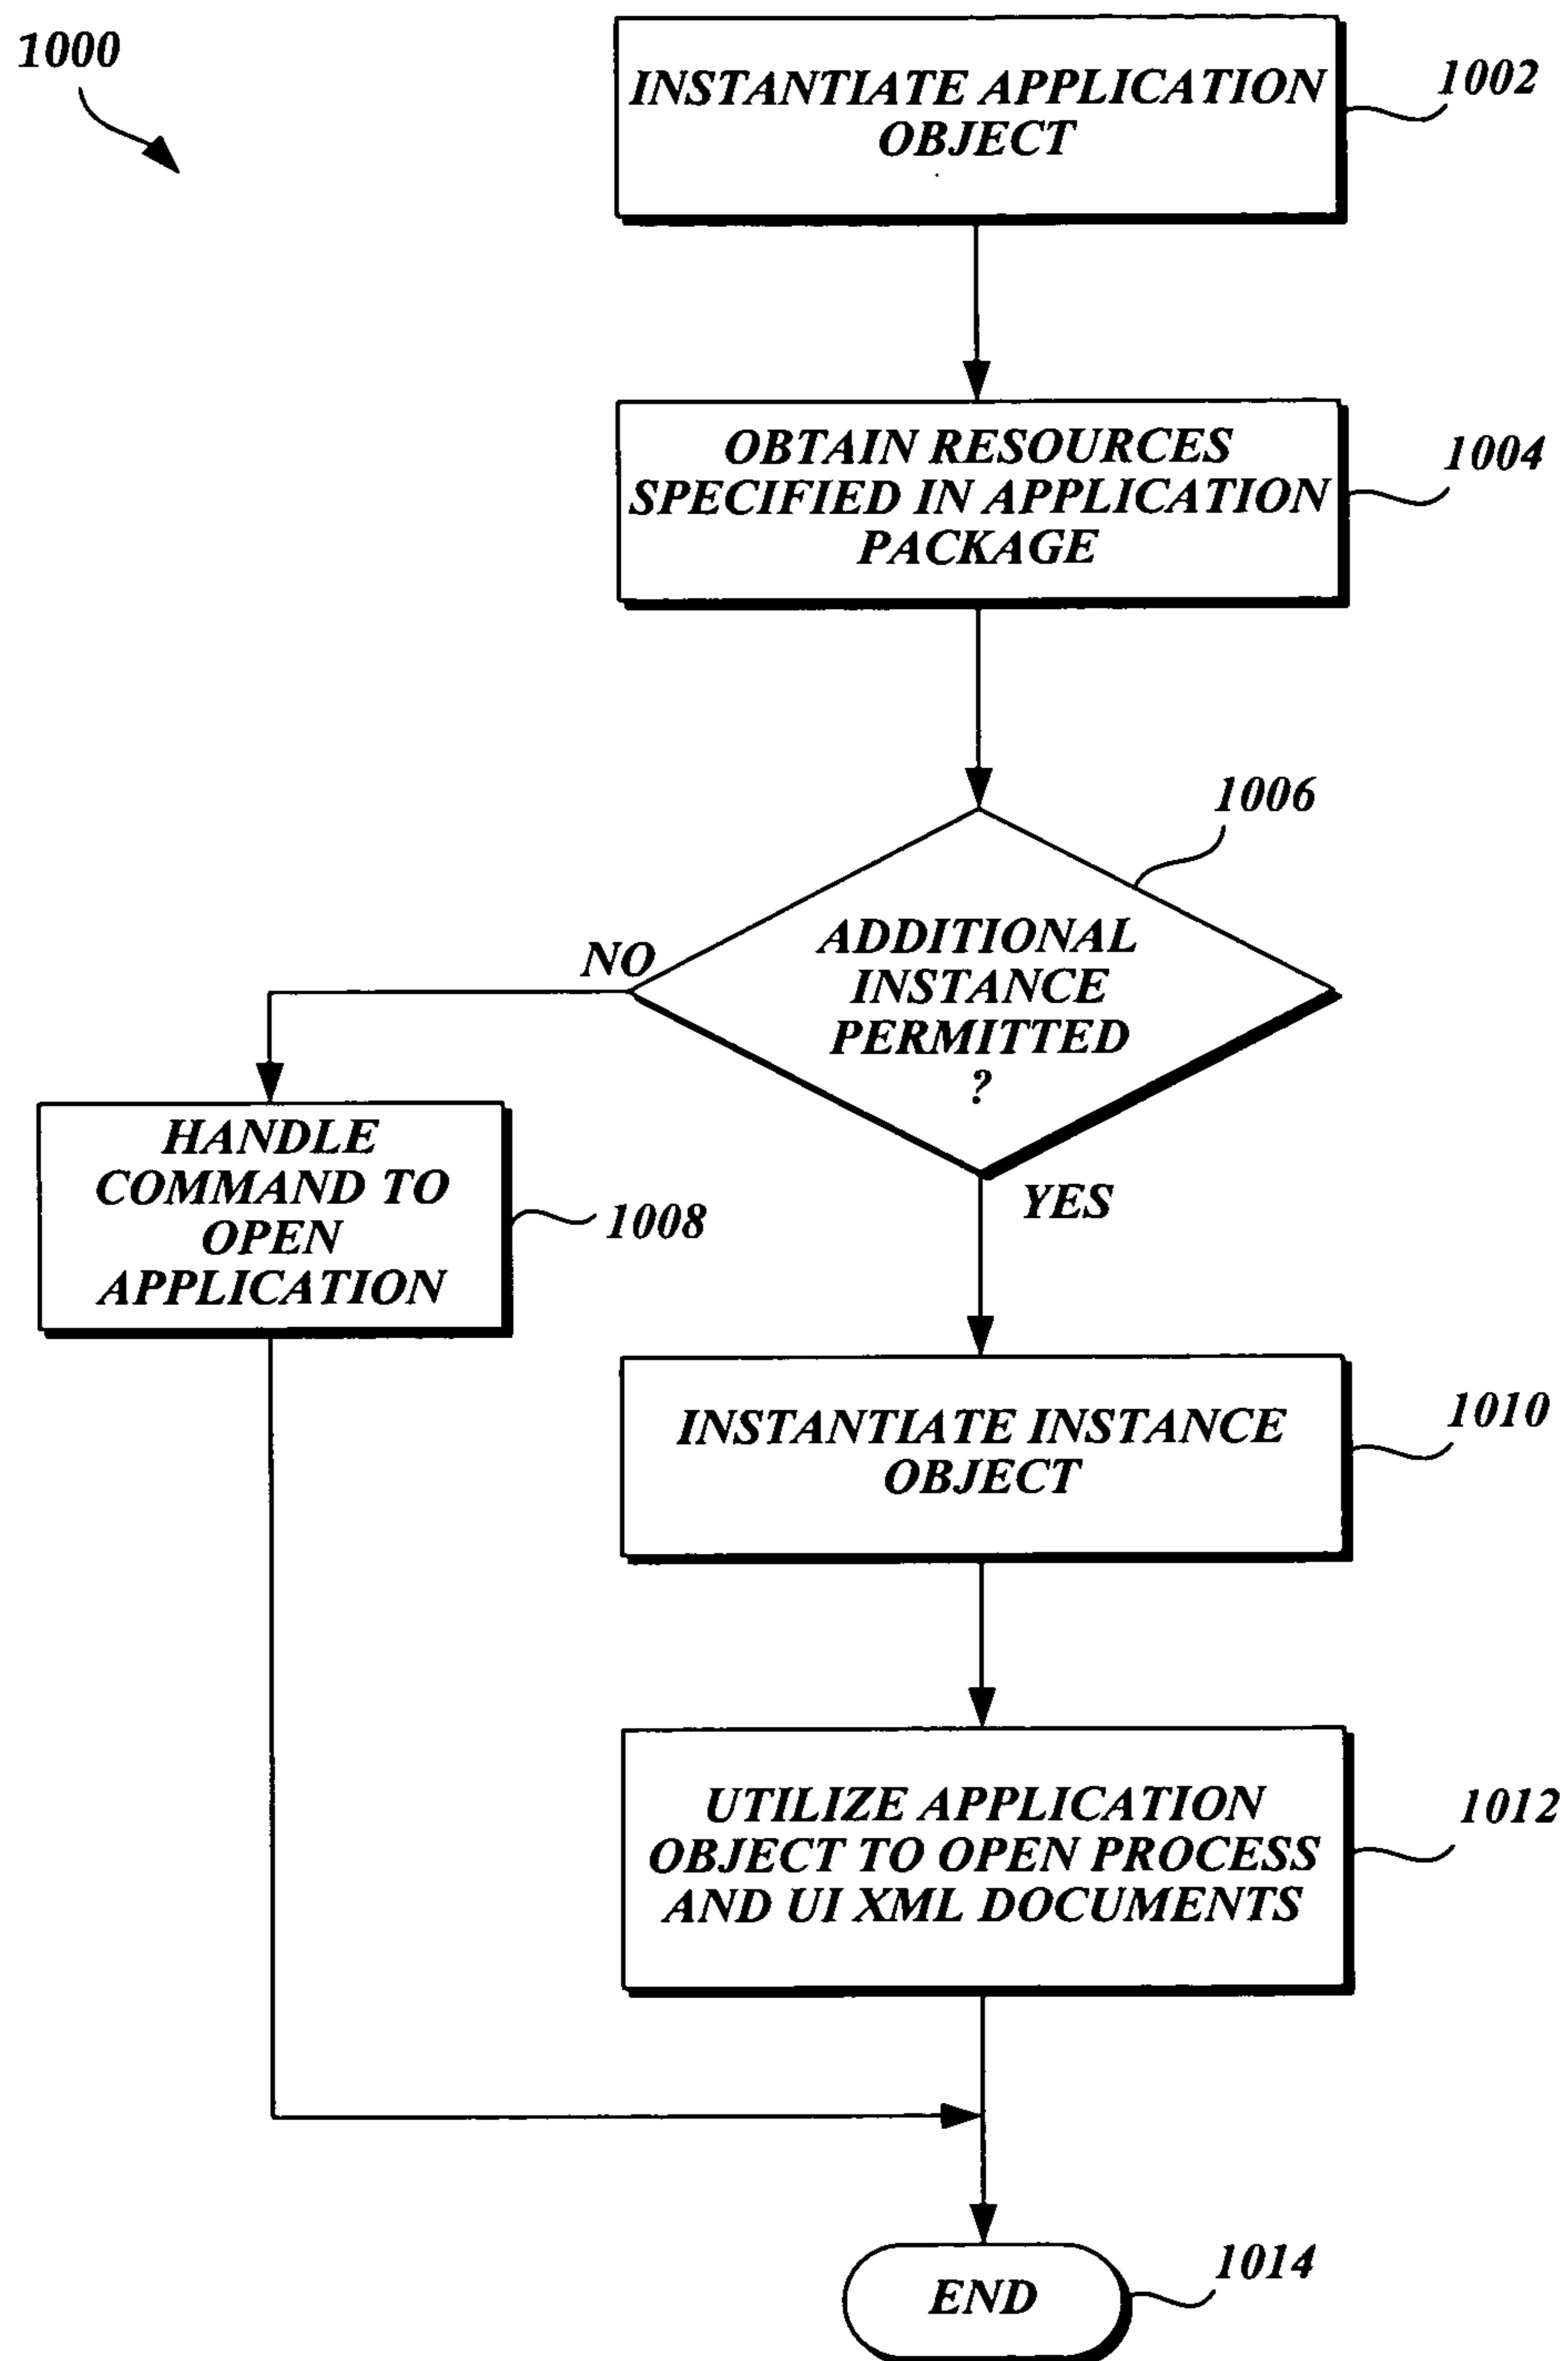 1000
INSTANTIATE APPLICATION
OBJECT
1002
OBTAIN RESOURCES
SPECIFIED IN APPLICATION
PACKAGE
1004
1006
ADDITIONAL
INSTANCE
PERMITTED
?
NO
YES
HANDLE
COMMAND TO
OPEN
APPLICATION
1008
INSTANTIATE INSTANCE
OBJECT
1010
UTILIZE APPLICATION
OBJECT TO OPEN PROCESS
AND UI XML DOCUMENTS
1012
END
1014